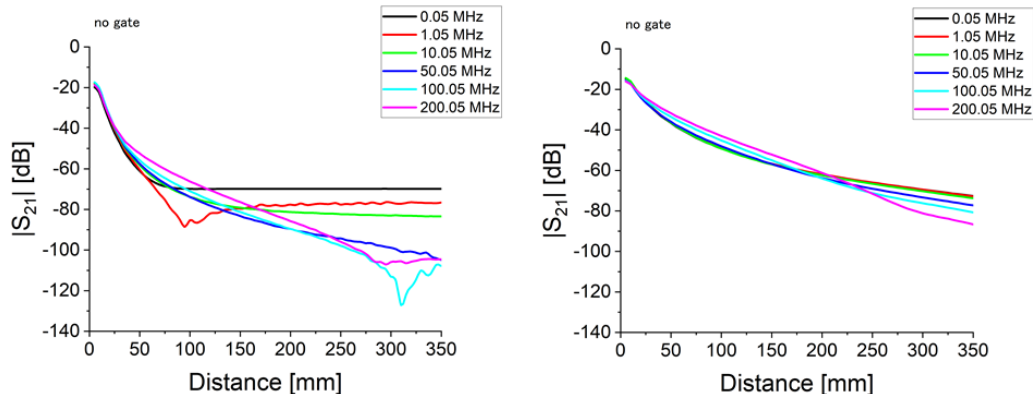 no gate
0.05 MHz
1.05 MHz
10.05 MHz
50.05 MHz
100.05 MHz
200.05 MHz
0
-20
-40
-60
-80
-100
-120
-140
|S21| [dB]
0 50 100 150 200 250 300 350
Distance [mm]
no gate
0.05 MHz
1.05 MHz
10.05 MHz
50.05 MHz
100.05 MHz
200.05 MHz
0
-20
-40
-60
-80
-100
-120
-140
|S21| [dB]
0 50 100 150 200 250 300 350
Distance [mm]